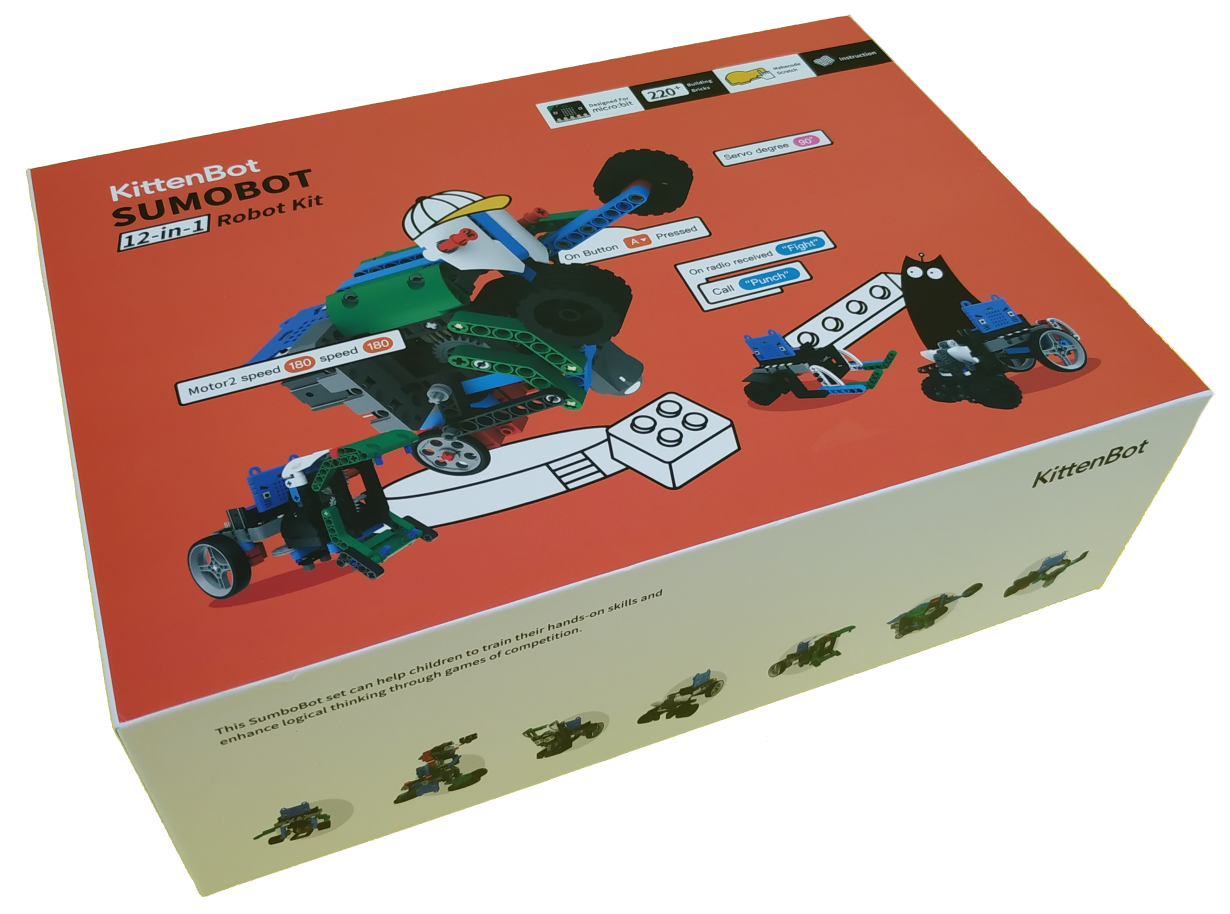 Designed For
micro:bit
220+
Building
Bricks
Makecode
Scratch
Instruction
KittenBot
SUMOBOT
12-in-1 Robot Kit
Servo degree 90°
On Button A Pressed
On radio received "Fight"
Call "Punch"
Motor2 speed 180 speed 180
KittenBot
This SumboBot set can help children to train their hands-on skills and
enhance logical thinking through games of competition.